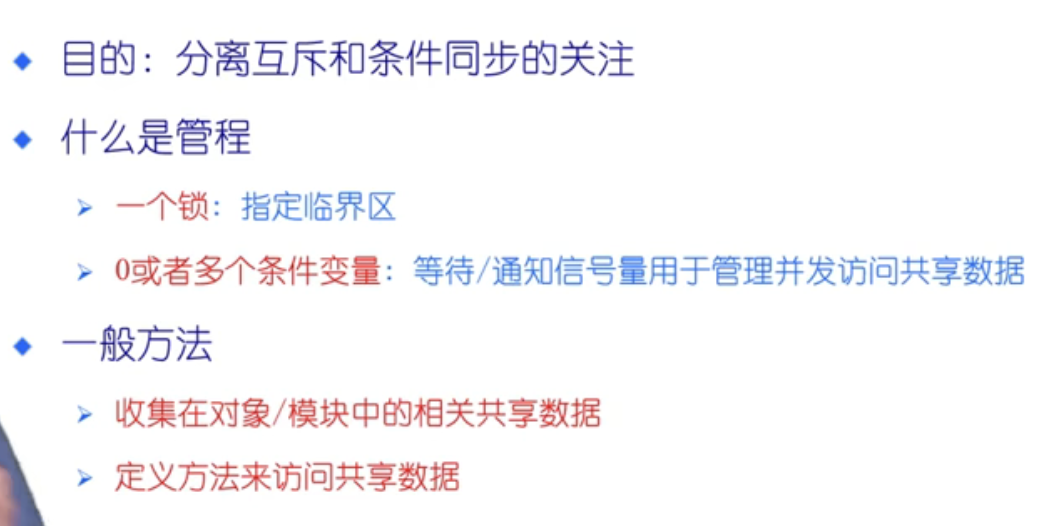 目的：分离互斥和条件同步的关注
什么是管程
一个锁：指定临界区
0或者多个条件变量：等待/通知信号量用于管理并发访问共享数据
一般方法
收集在对象/模块中的相关共享数据
定义方法来访问共享数据